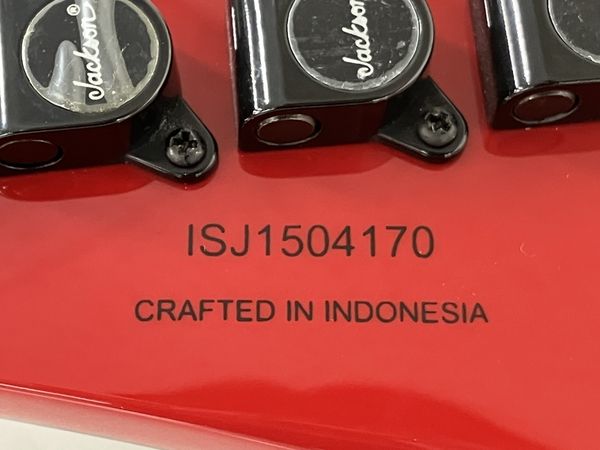 Jackson®
Jackson
ISJ1504170
CRAFTED IN INDONESIA